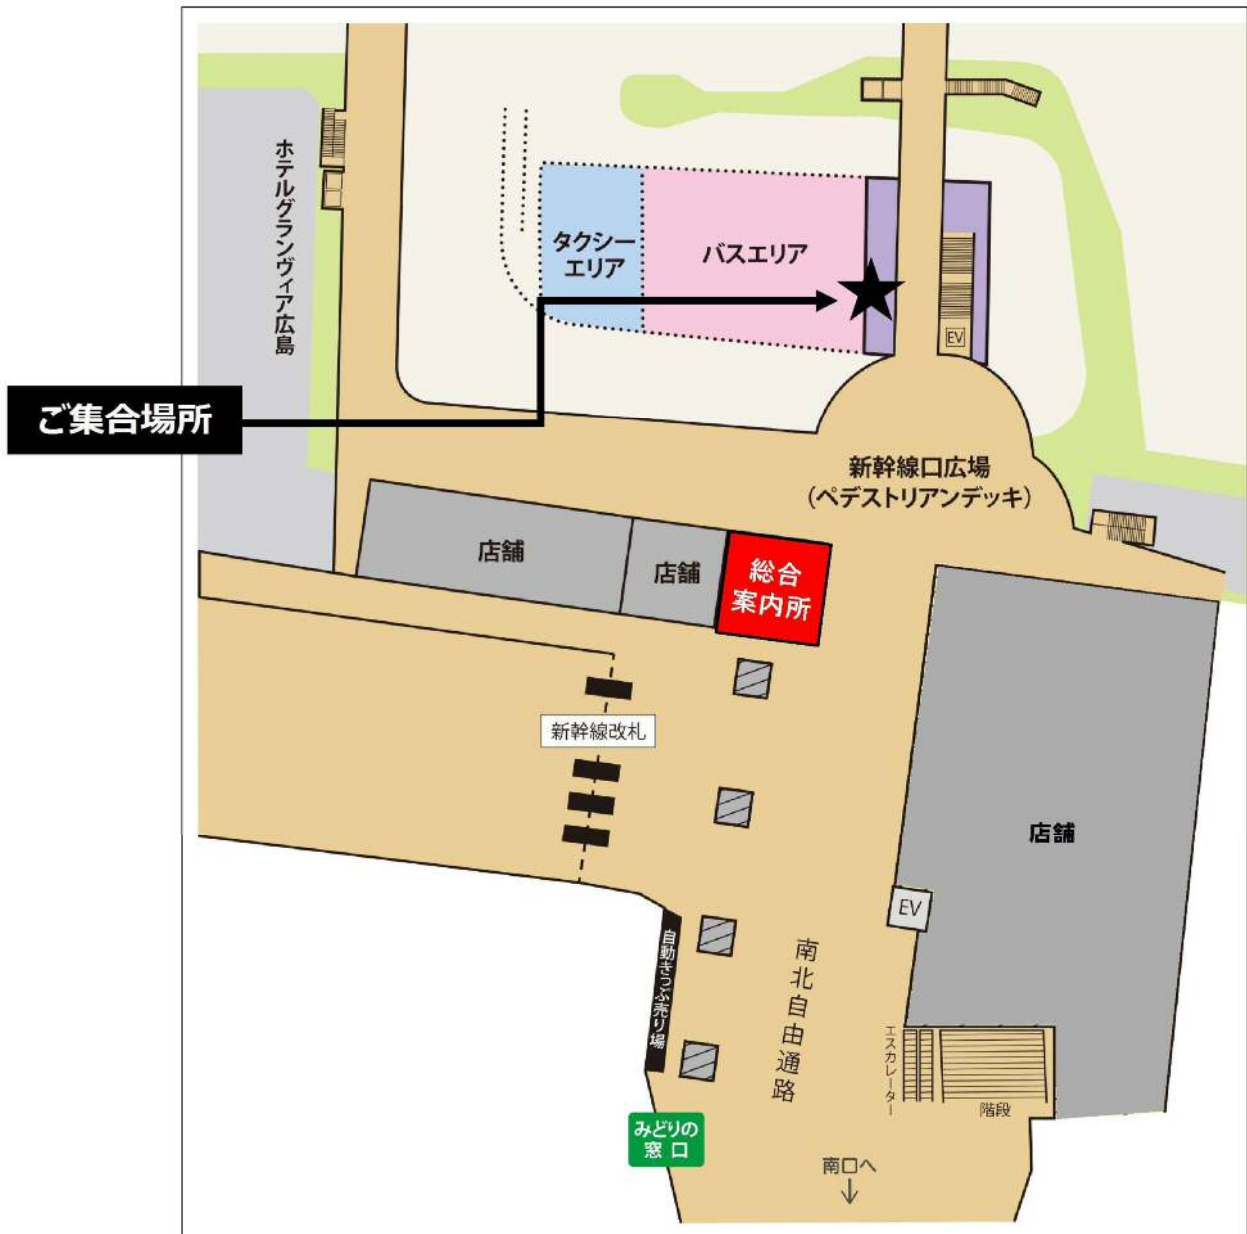 ホテルグランヴィア広島
タクシー
エリア
バスエリア
EV
ご集合場所
新幹線口広場
(ペデストリアンデッキ)
店舗
店舗
総合
案内所
新幹線改札
店舗
EV
自動きっぷ売り場
南北自由通路
エスカレーター
階段
みどりの
窓口
南口へ